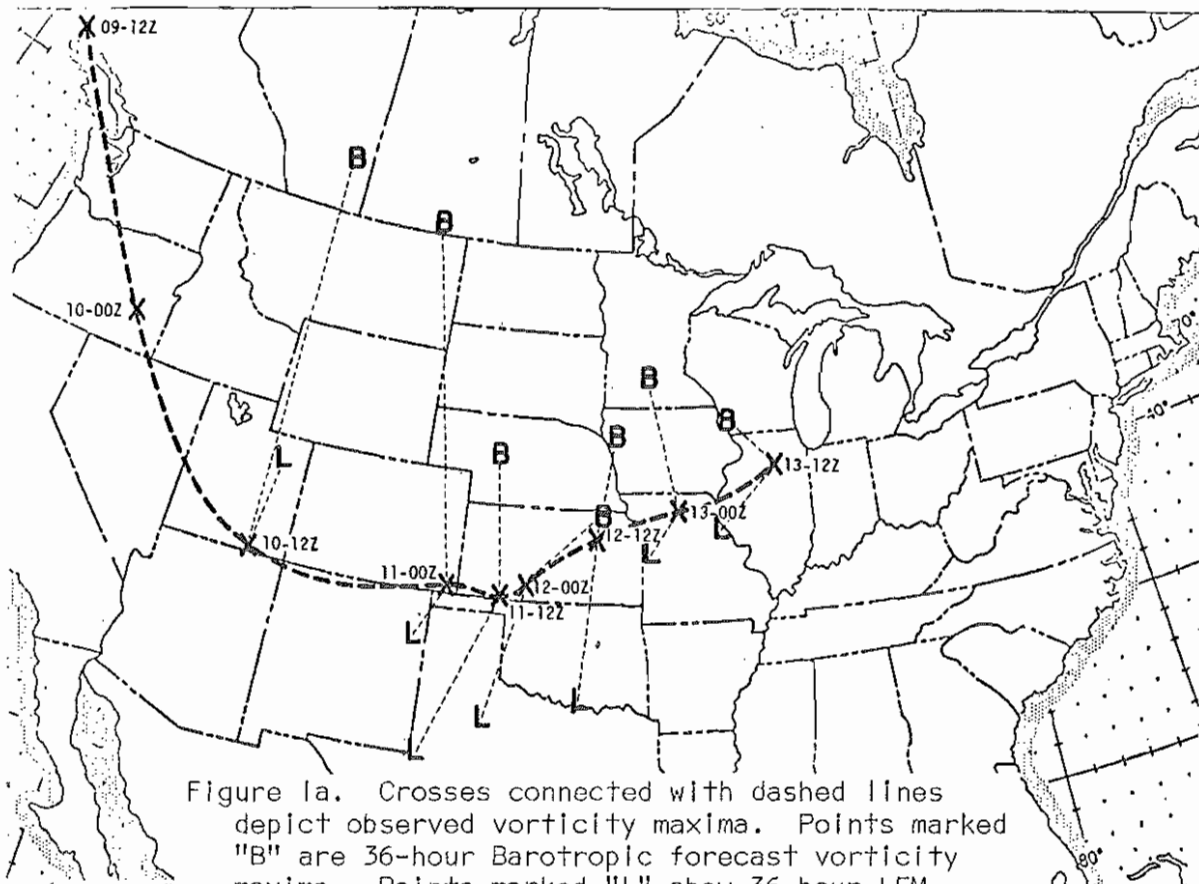 09-12Z
50°
B
B
10-00Z
70°
B
40°
B
B
B
L
13-12Z
13-00Z
B
12-12Z
L
10-12Z
L
11-00Z
12-00Z
11-12Z
L
L
L
L
Figure 1a. Crosses connected with dashed lines
depict observed vorticity maxima. Points marked
"B" are 36-hour Barotropic forecast vorticity
80°